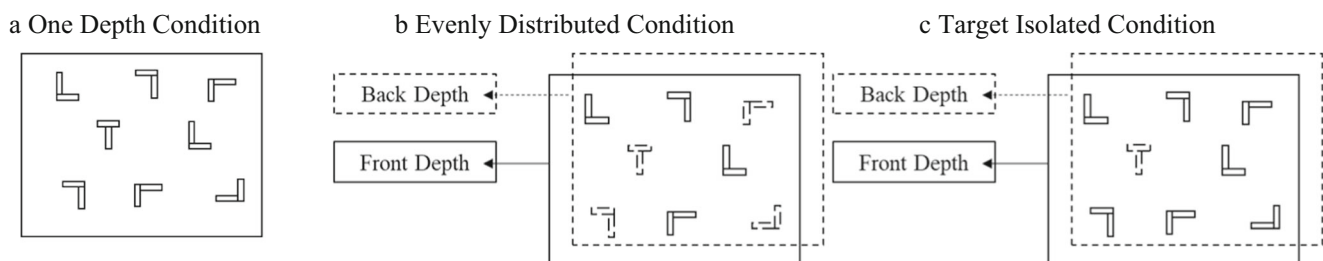 a One Depth Condition
b Evenly Distributed Condition
c Target Isolated Condition
Back Depth
Front Depth
Back Depth
Front Depth